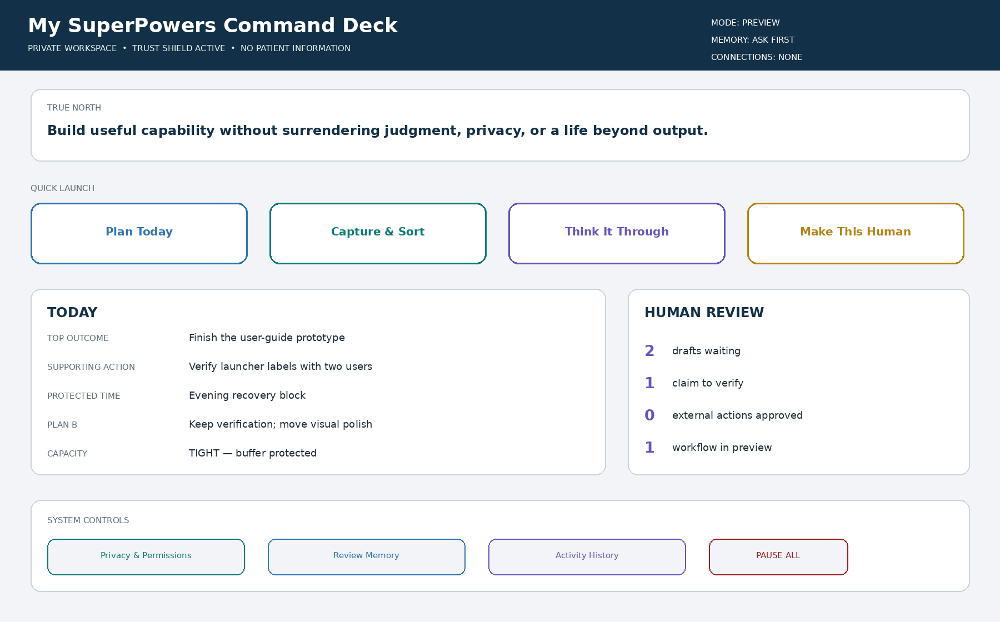 My SuperPowers Command Deck
PRIVATE WORKSPACE • TRUST SHIELD ACTIVE • NO PATIENT INFORMATION
MODE: PREVIEW
MEMORY: ASK FIRST
CONNECTIONS: NONE
TRUE NORTH
Build useful capability without surrendering judgment, privacy, or a life beyond output.
QUICK LAUNCH
Plan Today
Capture & Sort
Think It Through
Make This Human
TODAY
TOP OUTCOME Finish the user-guide prototype
SUPPORTING ACTION Verify launcher labels with two users
PROTECTED TIME Evening recovery block
PLAN B Keep verification; move visual polish
CAPACITY TIGHT — buffer protected
HUMAN REVIEW
2 drafts waiting
1 claim to verify
0 external actions approved
1 workflow in preview
SYSTEM CONTROLS
Privacy & Permissions
Review Memory
Activity History
PAUSE ALL